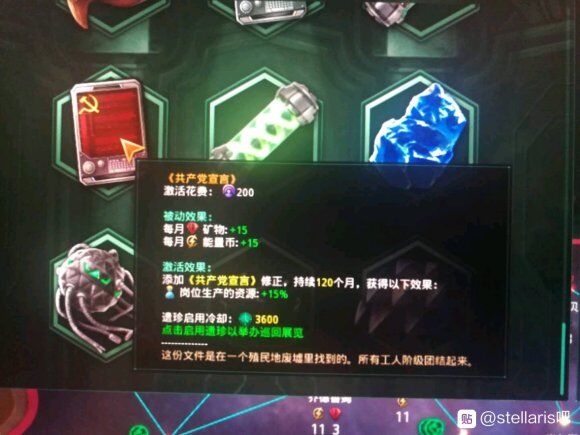 《共产党宣言》
激活花费： 200
被动效果：
每月 矿物:+15
每月 能量币:+15
激活效果：
添加《共产党宣言》修正，持续120个月，获得以下效果：
岗位生产的资源:+15%
遗珍启用冷却： 3600
点击启用遗珍以举办巡回展览
-------------
这份文件是在一个殖民地废墟里找到的。所有工人阶级团结起来。
11 3
11
贴 @stellaris吧